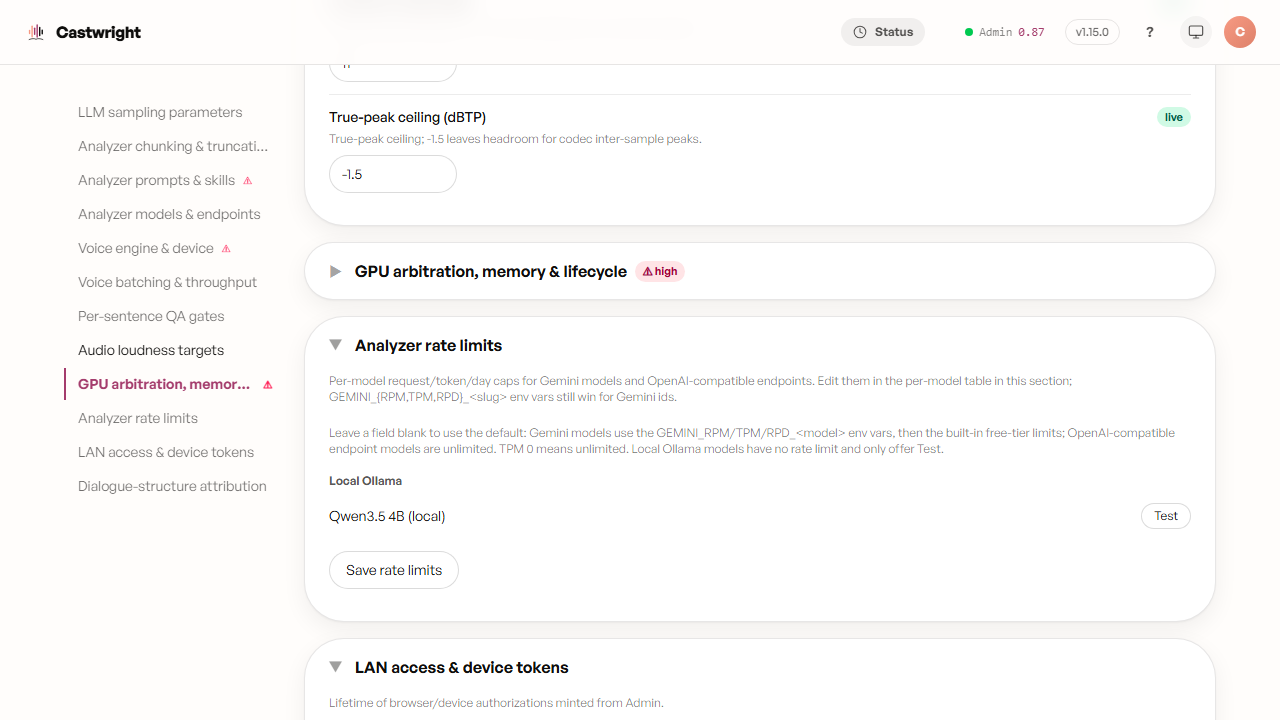 Castwright
Status
Admin 0.87
v1.15.0
?
C
LLM sampling parameters
Analyzer chunking & truncati...
Analyzer prompts & skills
Analyzer models & endpoints
Voice engine & device
Voice batching & throughput
Per-sentence QA gates
Audio loudness targets
GPU arbitration, memor...
Analyzer rate limits
LAN access & device tokens
Dialogue-structure attribution
True-peak ceiling (dBTP)
live
True-peak ceiling; -1.5 leaves headroom for codec inter-sample peaks.
-1.5
GPU arbitration, memory & lifecycle
high
Analyzer rate limits
Per-model request/token/day caps for Gemini models and OpenAI-compatible endpoints. Edit them in the per-model table in this section;
GEMINI_{RPM,TPM,RPD}_<slug> env vars still win for Gemini ids.
Leave a field blank to use the default: Gemini models use the GEMINI_RPM/TPM/RPD_<model> env vars, then the built-in free-tier limits; OpenAI-compatible
endpoint models are unlimited. TPM 0 means unlimited. Local Ollama models have no rate limit and only offer Test.
Local Ollama
Qwen3.5 4B (local)
Test
Save rate limits
LAN access & device tokens
Lifetime of browser/device authorizations minted from Admin.